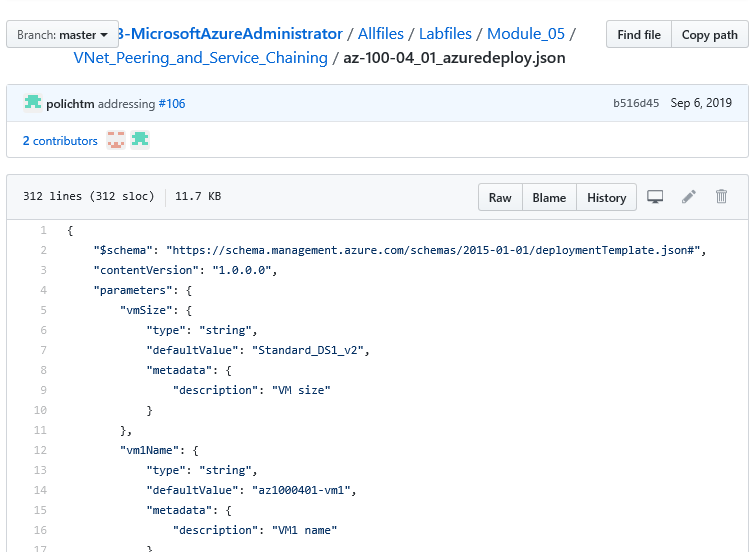 Branch: master 3-MicrosoftAzureAdministrator / Allfiles / Labfiles / Module_05 / Find file Copy path
VNet_Peering_and_Service_Chaining / az-100-04_01_azuredeploy.json
polichtm addressing #106 b516d45 Sep 6, 2019
2 contributors
312 lines (312 sloc) 11.7 KB Raw Blame History
1 {
2 "$schema": "https://schema.management.azure.com/schemas/2015-01-01/deploymentTemplate.json#",
3 "contentVersion": "1.0.0.0",
4 "parameters": {
5 "vmSize": {
6 "type": "string",
7 "defaultValue": "Standard_DS1_v2",
8 "metadata": {
9 "description": "VM size"
10 }
11 },
12 "vm1Name": {
13 "type": "string",
14 "defaultValue": "az1000401-vm1",
15 "metadata": {
16 "description": "VM1 name"
17 }